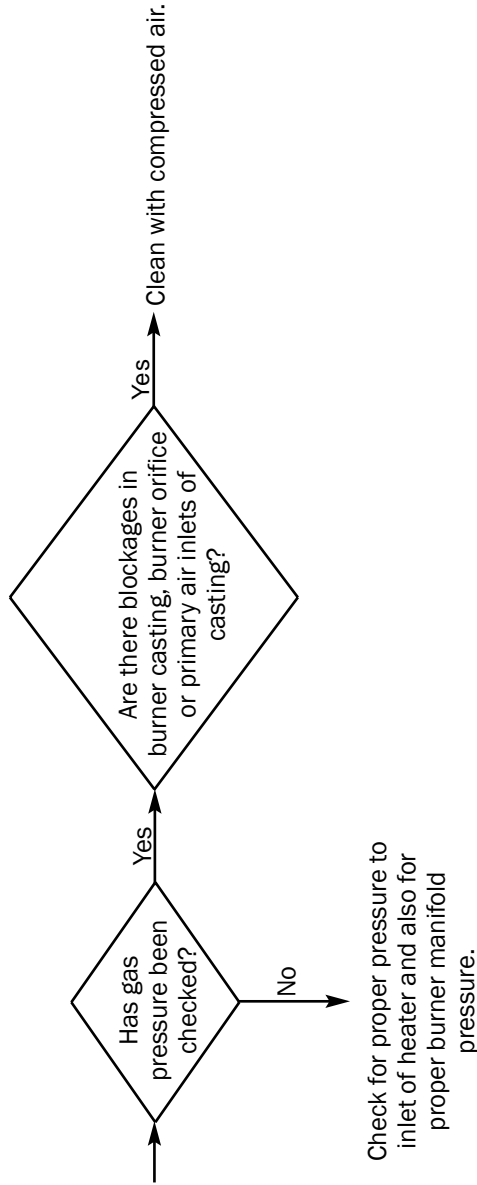 Has gas
pressure been
checked?
No
Check for proper pressure to
inlet of heater and also for
proper burner manifold
pressure.
Yes
Are there blockages in
burner casting, burner orifice
or primary air inlets of
casting?
Yes
Clean with compressed air.